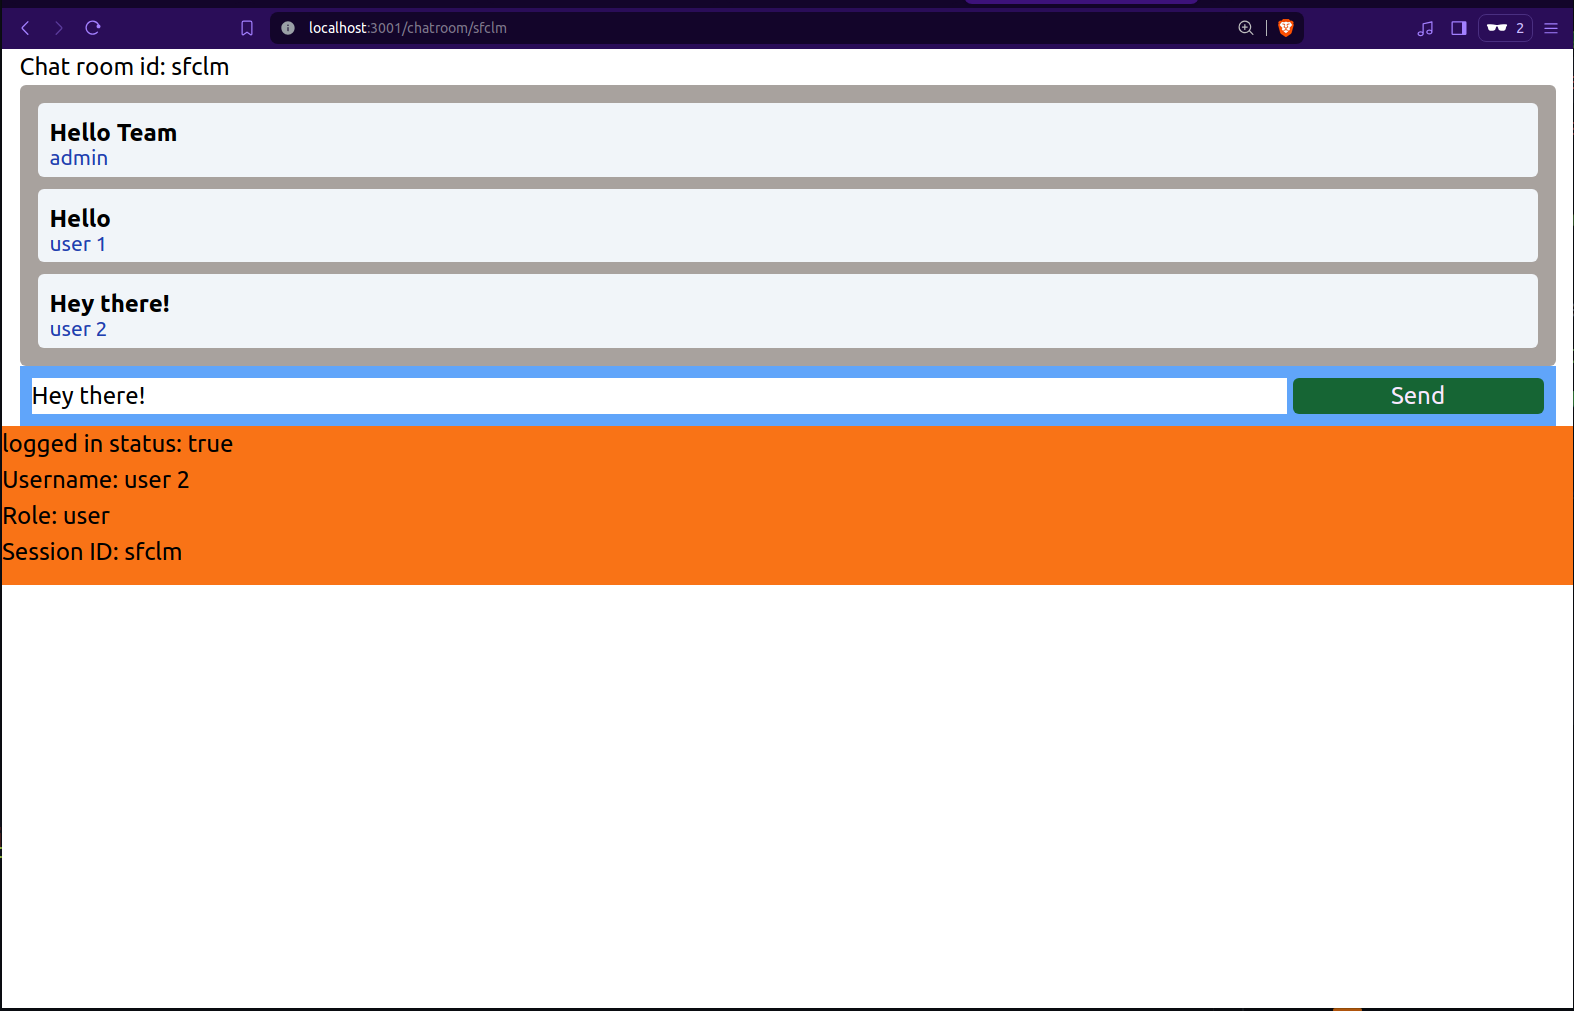 localhost:3001/chatroom/sfclm
2
Chat room id: sfclm
Hello Team
admin
Hello
user 1
Hey there!
user 2
Hey there!
Send
logged in status: true
Username: user 2
Role: user
Session ID: sfclm